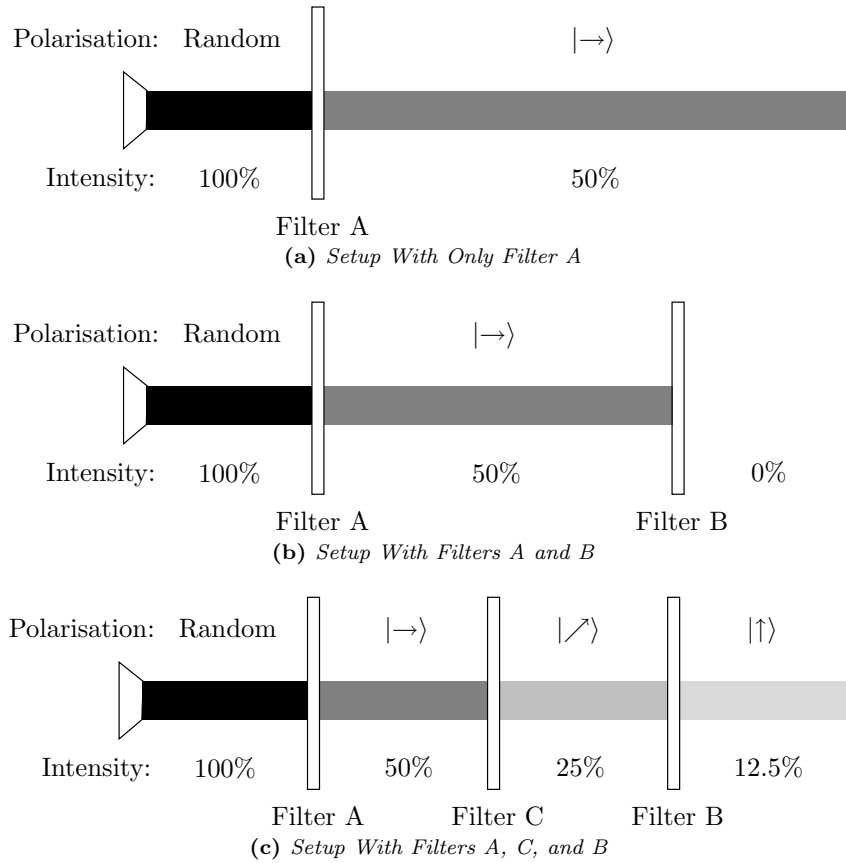 Polarisation: Random |→⟩
Intensity: 100% 50%
Filter A
(a) Setup With Only Filter A
Polarisation: Random |→⟩
Intensity: 100% 50% 0%
Filter A Filter B
(b) Setup With Filters A and B
Polarisation: Random |→⟩ |↗⟩ |↑⟩
Intensity: 100% 50% 25% 12.5%
Filter A Filter C Filter B
(c) Setup With Filters A, C, and B